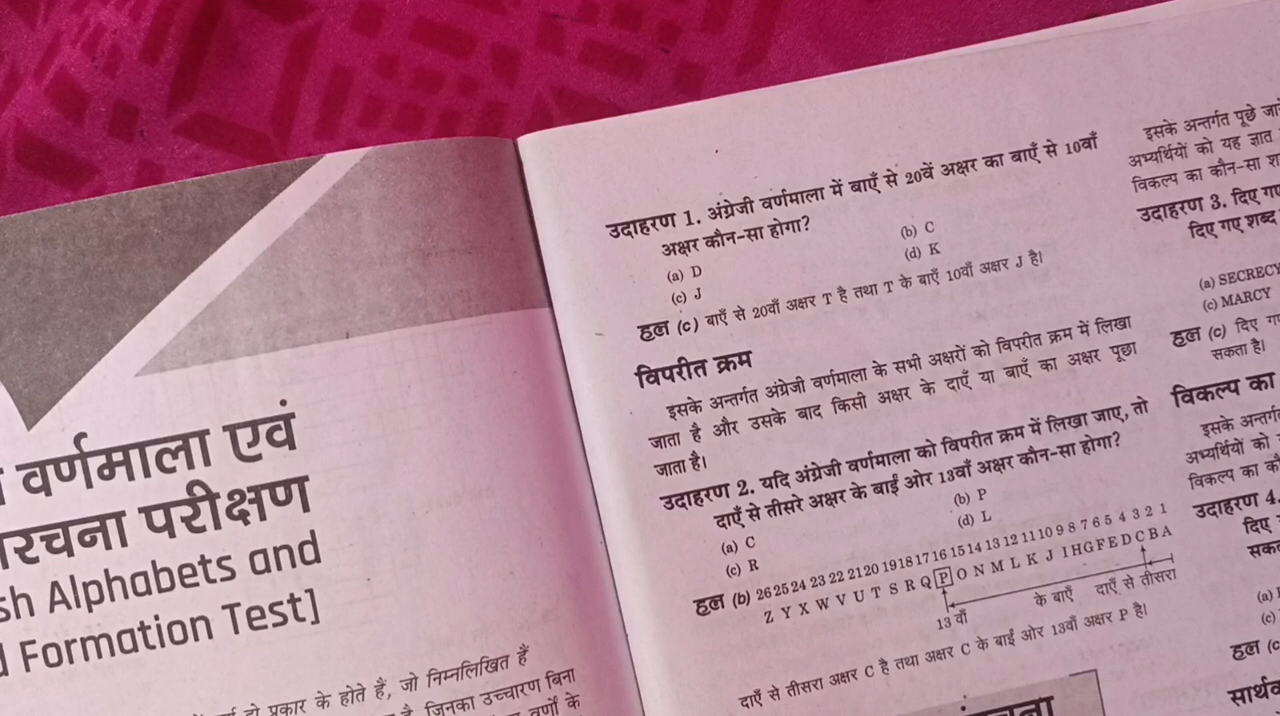 वर्णमाला एवं
परीक्षण
Alphabets and
Formation Test]
प्रकार के होते हैं, जो निम्नलिखित हैं
जिनका उच्चारण बिना
वर्णों के
उदाहरण 1. अंग्रेजी वर्णमाला में बाएँ से 20वें अक्षर का बाएँ से 10वाँ
अक्षर कौन-सा होगा?
(a) D (b) C
(c) J (d) K
हल (c) बाएँ से 20वाँ अक्षर T है तथा T के बाएँ 10वाँ अक्षर J है।
विपरीत क्रम
इसके अन्तर्गत अंग्रेजी वर्णमाला के सभी अक्षरों को विपरीत क्रम में लिखा
जाता है और उसके बाद किसी अक्षर के दाएँ या बाएँ का अक्षर पूछा
जाता है।
उदाहरण 2. यदि अंग्रेजी वर्णमाला को विपरीत क्रम में लिखा जाए, तो
दाएँ से तीसरे अक्षर के बाईं ओर 13वाँ अक्षर कौन-सा होगा?
(a) C (b) P
(c) R (d) L
हल (b) 26 25 24 23 22 21 20 19 18 17 16 15 14 13 12 11 10 9 8 7 6 5 4 3 2 1
Z Y X W V U T S R Q P O N M L K J I H G F E D C B A
13 वाँ के बाएँ दाएँ से तीसरा
दाएँ से तीसरा अक्षर C है तथा अक्षर C के बाईं ओर 13वाँ अक्षर P है।
इसके अन्तर्गत पूछे
अभ्यर्थियों को यह ज्ञात
विकल्प का कौन-सा
उदाहरण 3. दिए
दिए गए शब्द
(a) SECRECY
(c) MARCY
हल (c) दिए
सकता है।
विकल्प का
इसके
अभ्यर्थियों को
विकल्प का
उदाहरण 4.
दिए
(a)
(c)
हल (c)